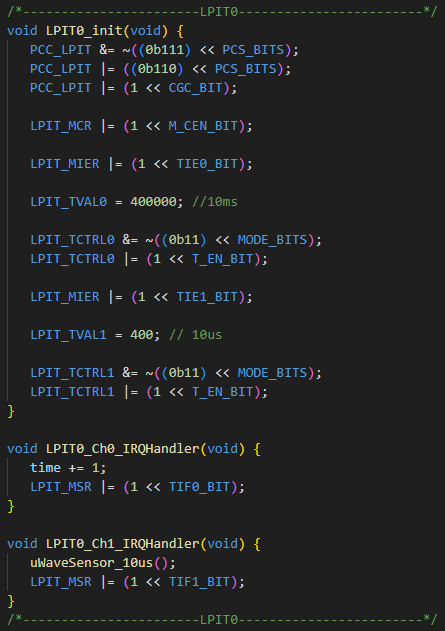 /*-----------------------LPIT0------------------------*/
void LPIT0_init(void) {
PCC_LPIT &= ~((0b111) << PCS_BITS);
PCC_LPIT |= ((0b110) << PCS_BITS);
PCC_LPIT |= (1 << CGC_BIT);
LPIT_MCR |= (1 << M_CEN_BIT);
LPIT_MIER |= (1 << TIE0_BIT);
LPIT_TVAL0 = 400000; //10ms
LPIT_TCTRL0 &= ~((0b11) << MODE_BITS);
LPIT_TCTRL0 |= (1 << T_EN_BIT);
LPIT_MIER |= (1 << TIE1_BIT);
LPIT_TVAL1 = 400; // 10us
LPIT_TCTRL1 &= ~((0b11) << MODE_BITS);
LPIT_TCTRL1 |= (1 << T_EN_BIT);
}
void LPIT0_Ch0_IRQHandler(void) {
time += 1;
LPIT_MSR |= (1 << TIF0_BIT);
}
void LPIT0_Ch1_IRQHandler(void) {
uWaveSensor_10us();
LPIT_MSR |= (1 << TIF1_BIT);
}
/*-----------------------LPIT0------------------------*/